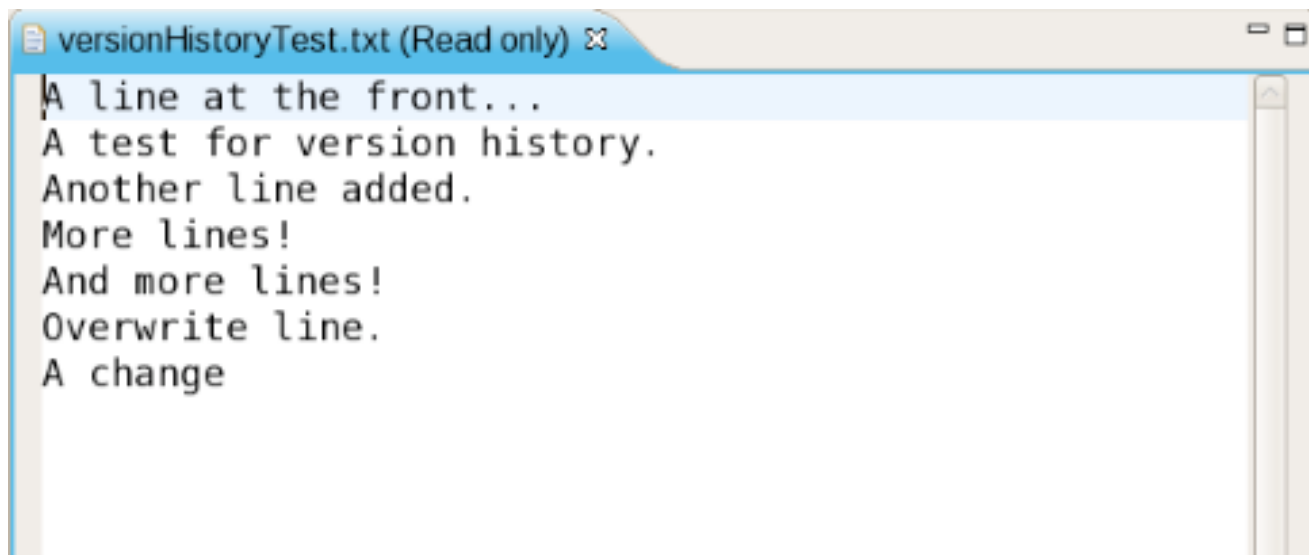 versionHistoryTest.txt (Read only)
A line at the front...
A test for version history.
Another line added.
More lines!
And more lines!
Overwrite line.
A change